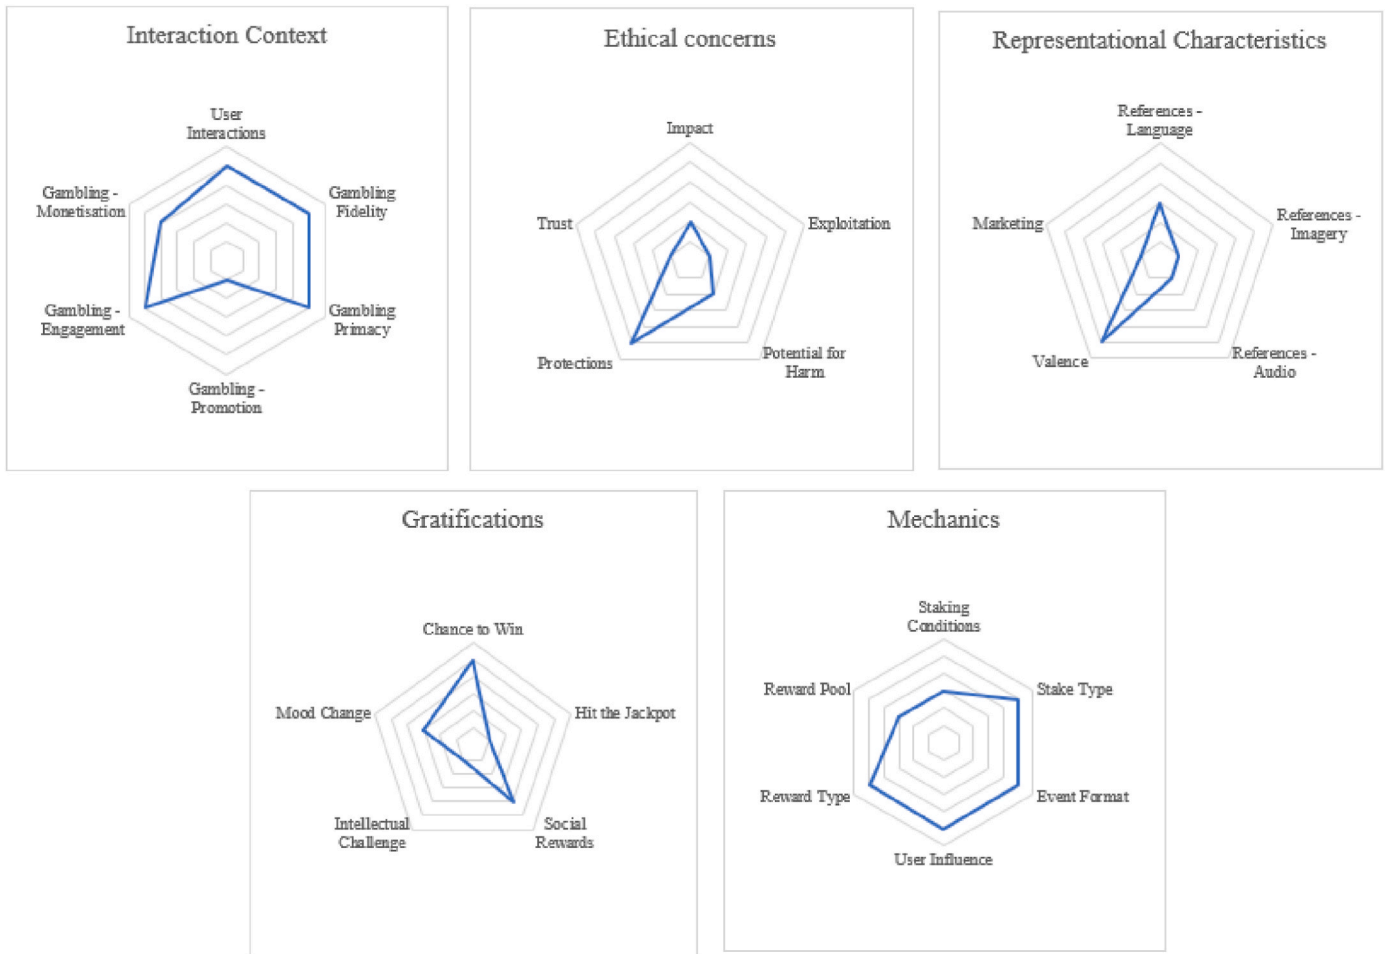 Interaction Context
User
Interactions
Gambling
Fidelity
Gambling
Primacy
Gambling -
Promotion
Gambling -
Engagement
Gambling -
Monetisation
Ethical concerns
Impact
Exploitation
Potential for
Harm
Protections
Trust
Representational Characteristics
References -
Language
References -
Imagery
References -
Audio
Valence
Marketing
Gratifications
Chance to Win
Hit the Jackpot
Social
Rewards
Intellectual
Challenge
Mood Change
Mechanics
Staking
Conditions
Stake Type
Event Format
User Influence
Reward Type
Reward Pool